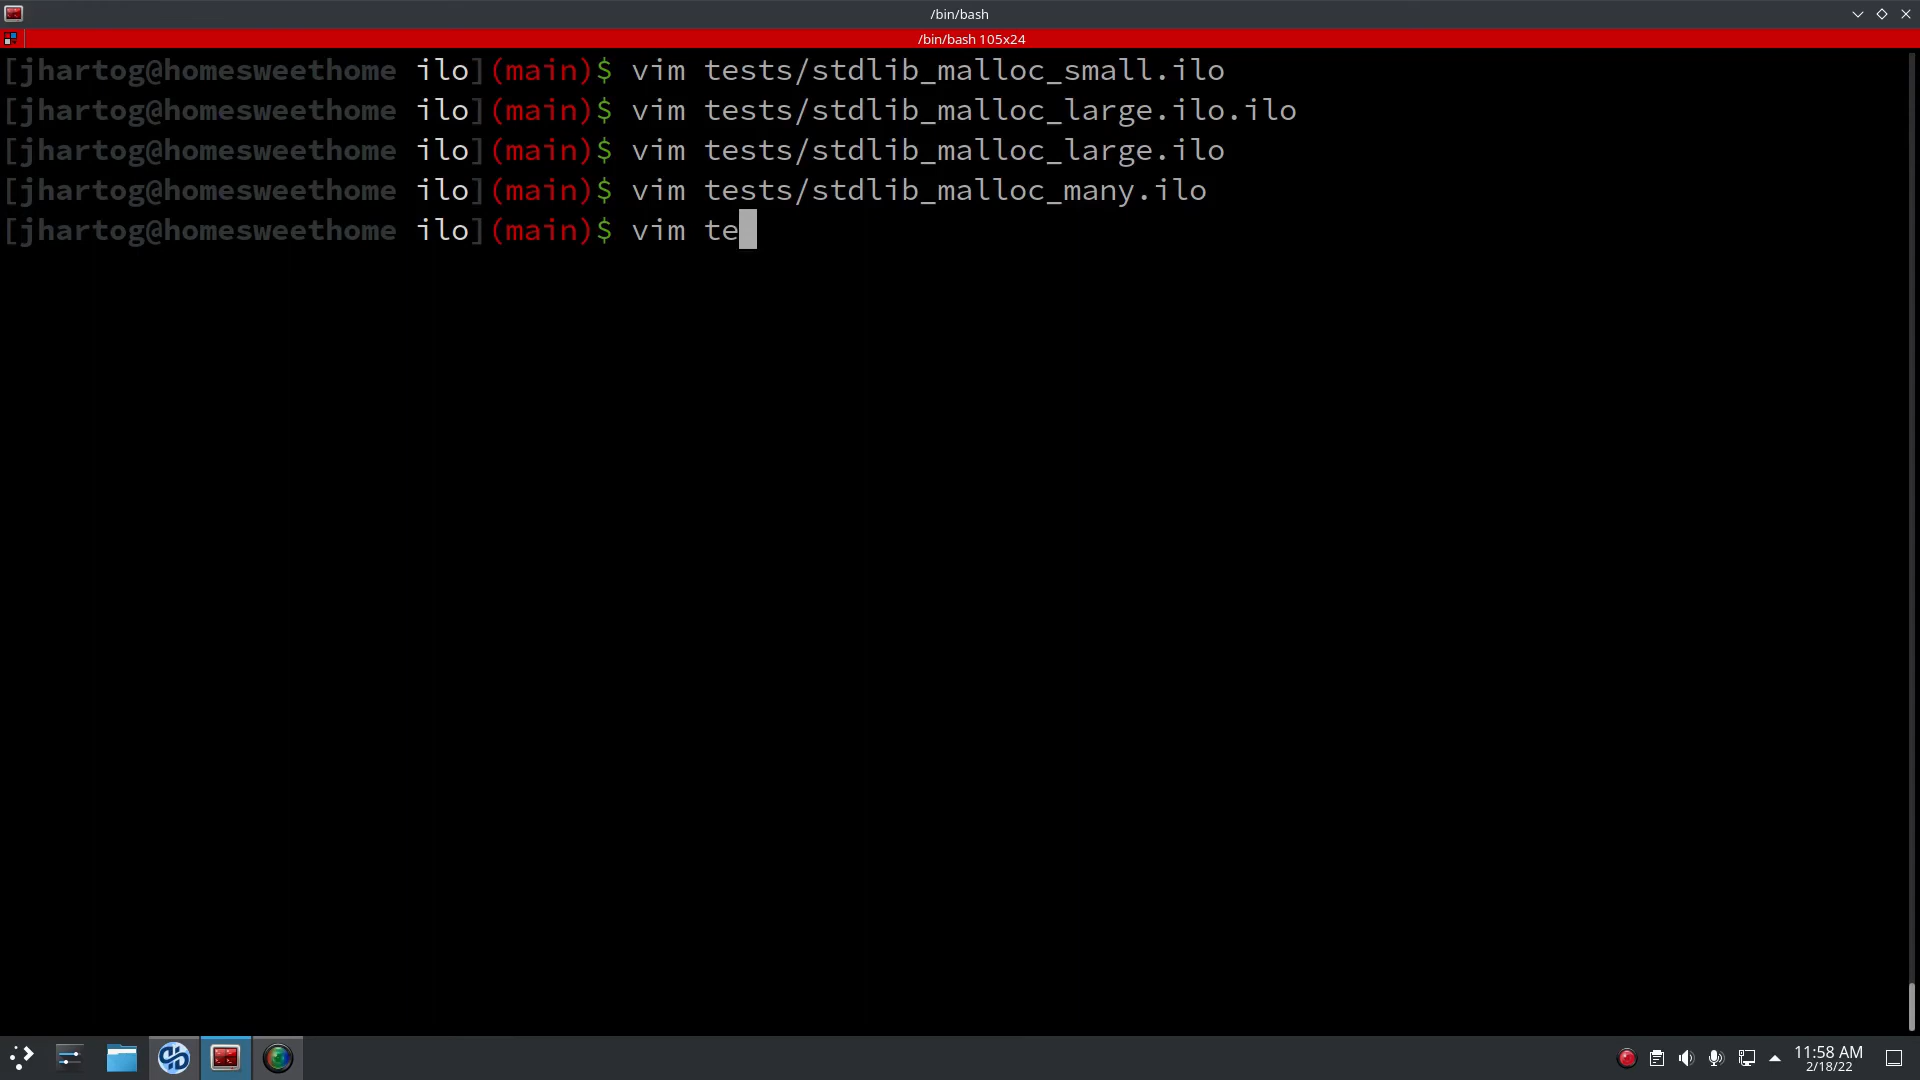 /bin/bash
/bin/bash 105x24
[jhartog@homesweethome ilo](main)$ vim tests/stdlib_malloc_small.ilo
[jhartog@homesweethome ilo](main)$ vim tests/stdlib_malloc_large.ilo.ilo
[jhartog@homesweethome ilo](main)$ vim tests/stdlib_malloc_large.ilo
[jhartog@homesweethome ilo](main)$ vim tests/stdlib_malloc_many.ilo
[jhartog@homesweethome ilo](main)$ vim te
11:58 AM
2/18/22